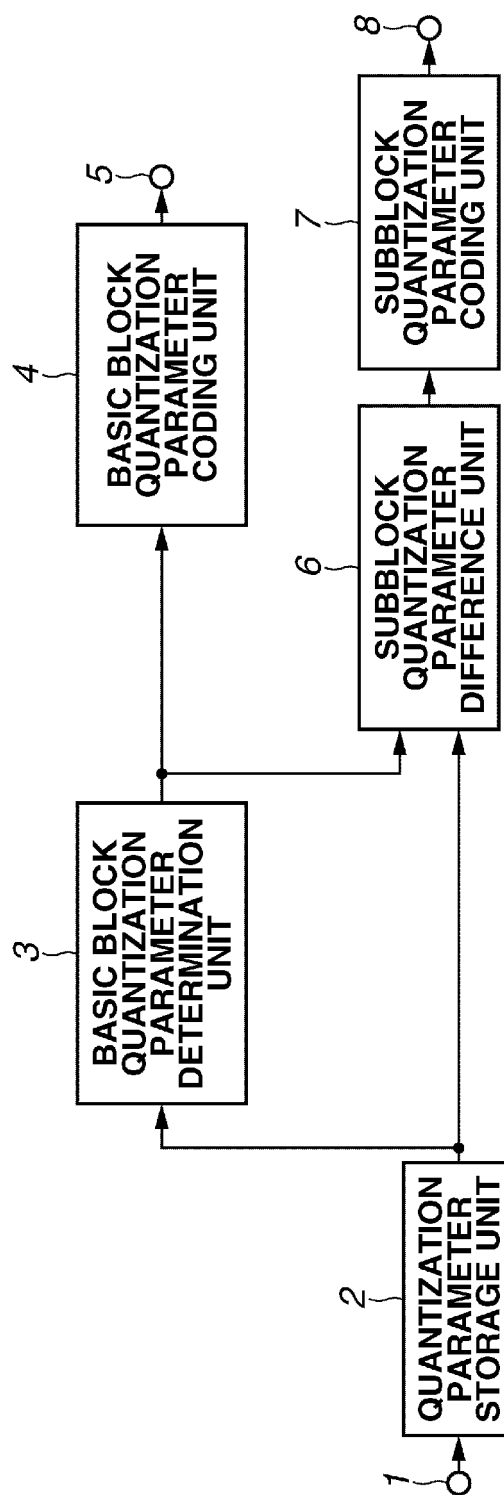 1
2
QUANTIZATION
PARAMETER
STORAGE UNIT
3
BASIC BLOCK
QUANTIZATION
PARAMETER
DETERMINATION
UNIT
4
BASIC BLOCK
QUANTIZATION
PARAMETER
CODING UNIT
5
6
SUBBLOCK
QUANTIZATION
PARAMETER
DIFFERENCE UNIT
7
SUBBLOCK
QUANTIZATION
PARAMETER
CODING UNIT
8